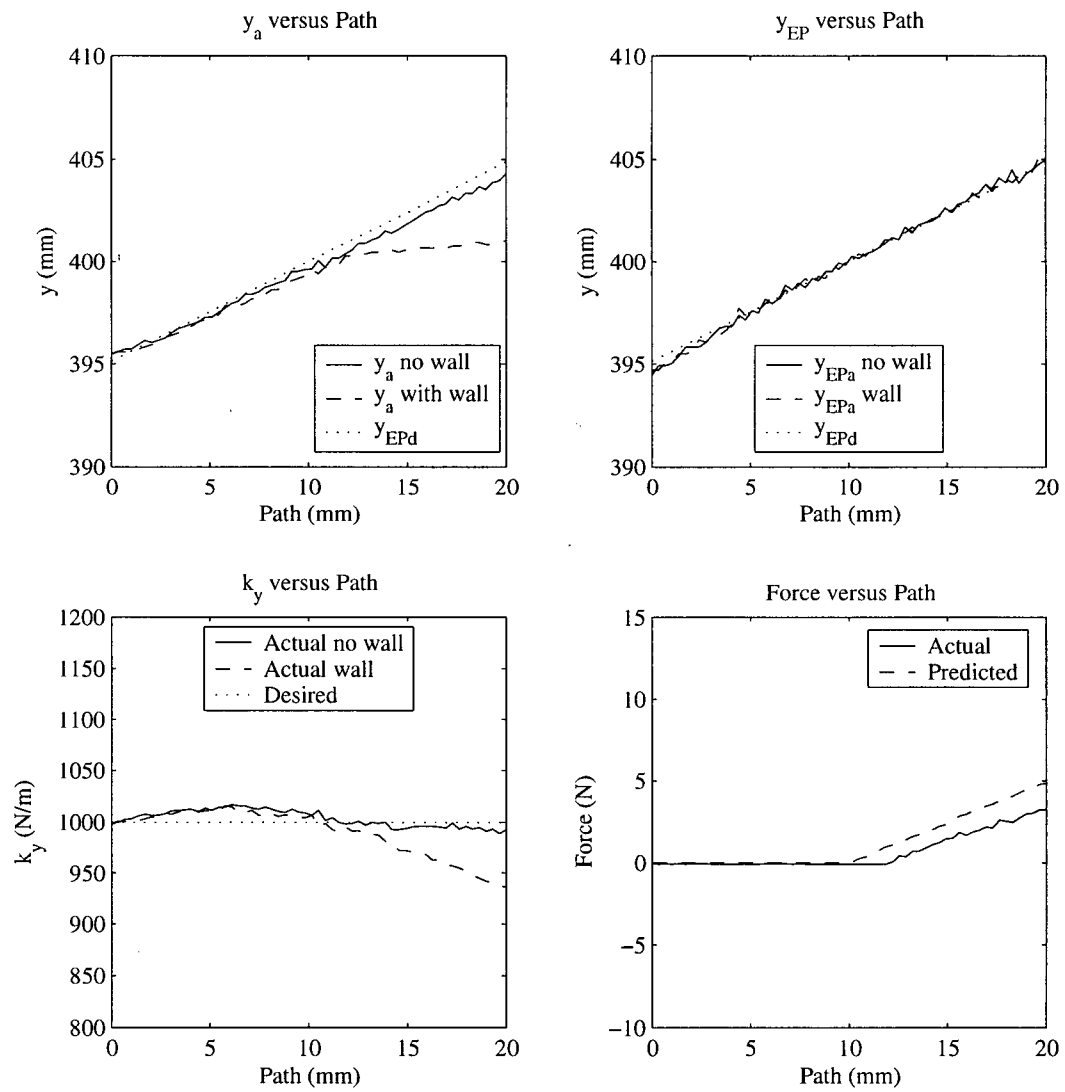 y_a versus Path
410
405
400
395
390
y (mm)
y_a no wall
y_a with wall
y_EPd
0 5 10 15 20
Path (mm)
y_EP versus Path
410
405
400
395
390
y (mm)
y_EPa no wall
y_EPa wall
y_EPd
0 5 10 15 20
Path (mm)
k_y versus Path
1200
1150
1100
1050
1000
950
900
850
800
k_y (N/m)
Actual no wall
Actual wall
Desired
0 5 10 15 20
Path (mm)
Force versus Path
15
10
5
0
−5
−10
Force (N)
Actual
Predicted
0 5 10 15 20
Path (mm)